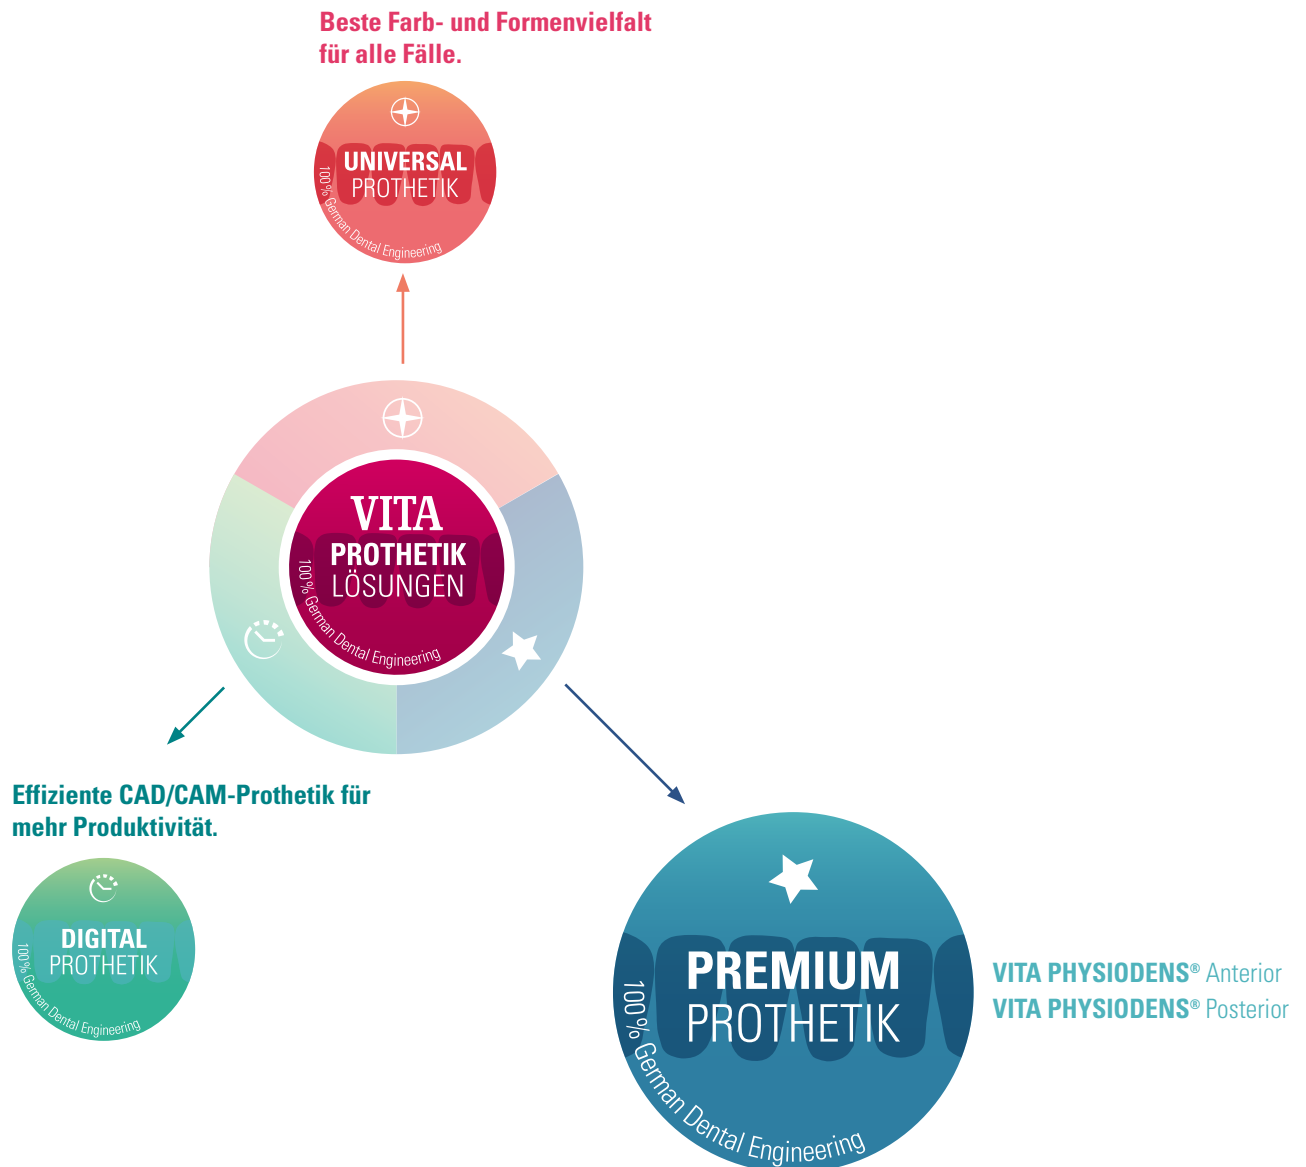 Beste Farb- und Formenvielfalt
für alle Fälle.
UNIVERSAL
PROTHETIK
100% German Dental Engineering
VITA
PROTHETIK
LÖSUNGEN
100% German Dental Engineering
Effiziente CAD/CAM-Prothetik für
mehr Produktivität.
DIGITAL
PROTHETIK
100% German Dental Engineering
PREMIUM
PROTHETIK
100% German Dental Engineering
VITA PHYSIODENS® Anterior
VITA PHYSIODENS® Posterior